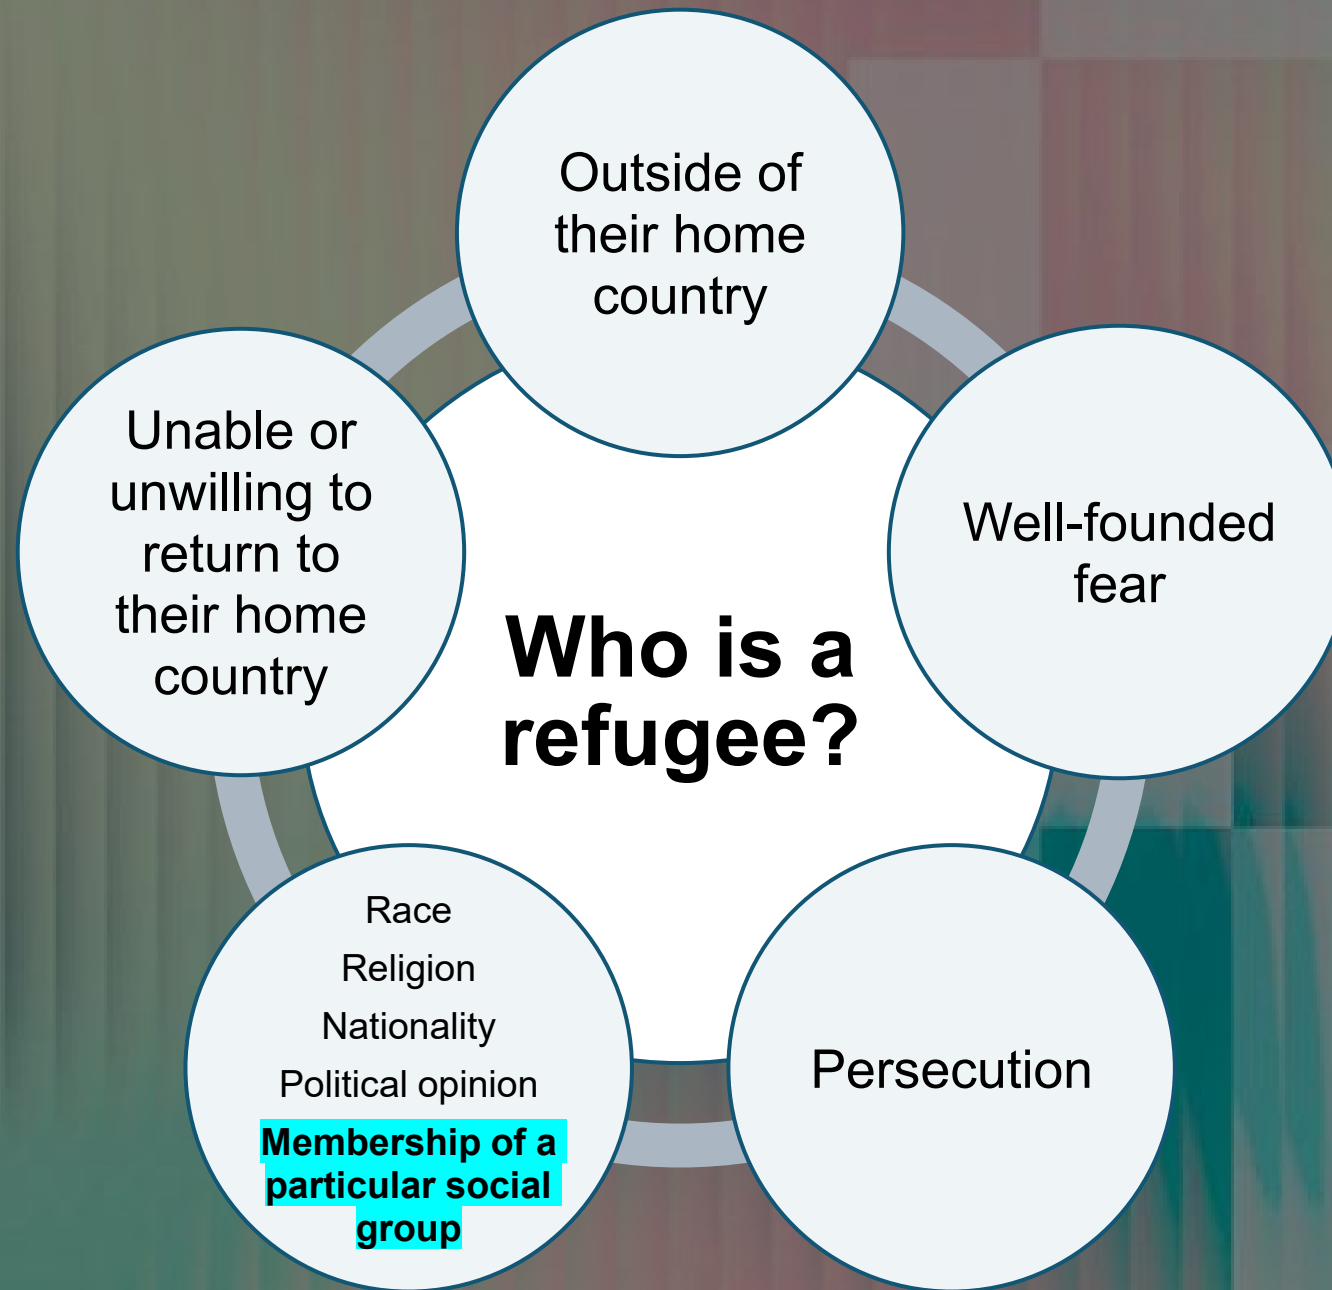 Outside of
their home
country
Well-founded
fear
Persecution
Race
Religion
Nationality
Political opinion
Membership of a
particular social
group
Unable or
unwilling to
return to
their home
country
Who is a
refugee?